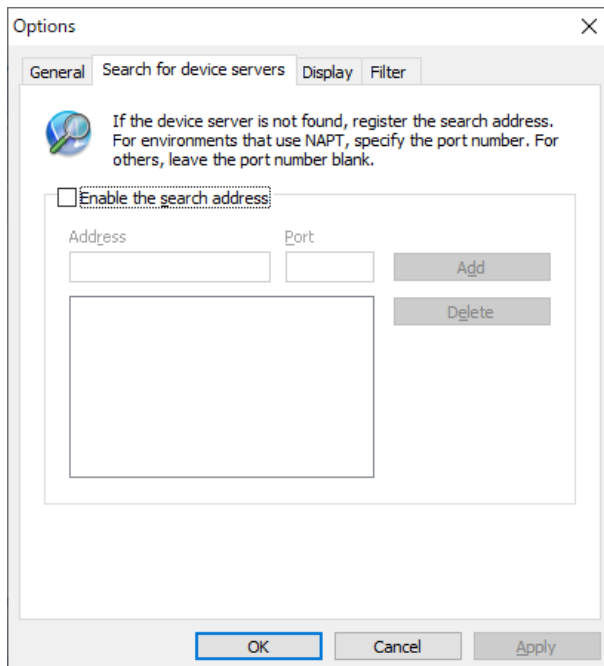 Options
General Search for device servers Display Filter
If the device server is not found, register the search address.
For environments that use NAPT, specify the port number. For
others, leave the port number blank.
Enable the search address
Address Port
Add
Delete
OK Cancel Apply